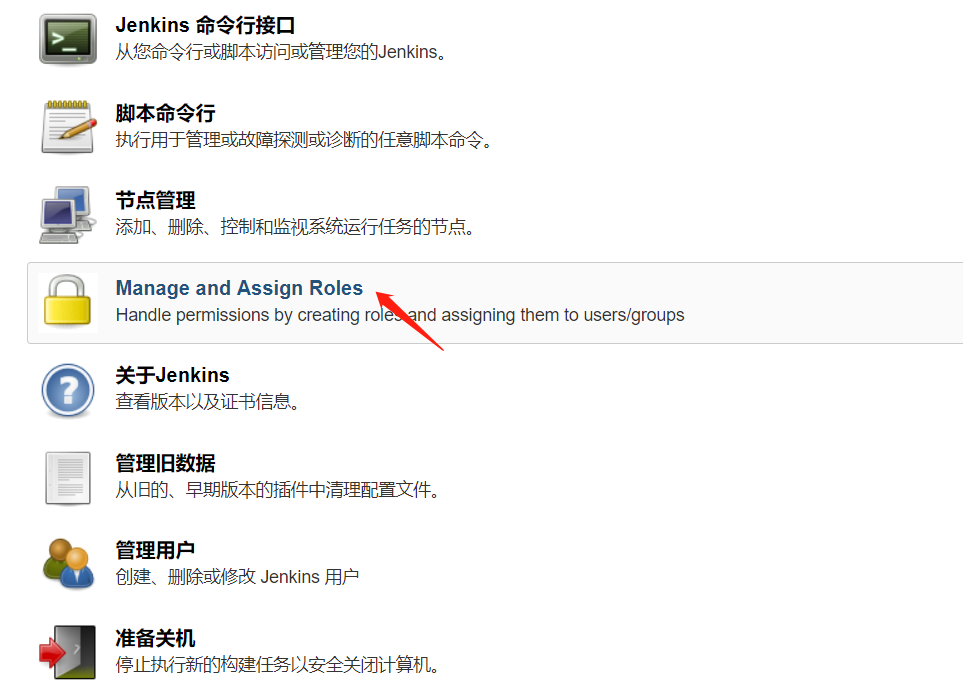 Jenkins 命令行接口
从您命令行或脚本访问或管理您的Jenkins。
脚本命令行
执行用于管理或故障探测或诊断的任意脚本命令。
节点管理
添加、删除、控制和监视系统运行任务的节点。
Manage and Assign Roles
Handle permissions by creating roles and assigning them to users/groups
关于Jenkins
查看版本以及证书信息。
管理旧数据
从旧的、早期版本的插件中清理配置文件。
管理用户
创建、删除或修改 Jenkins 用户
准备关机
停止执行新的构建任务以安全关闭计算机。